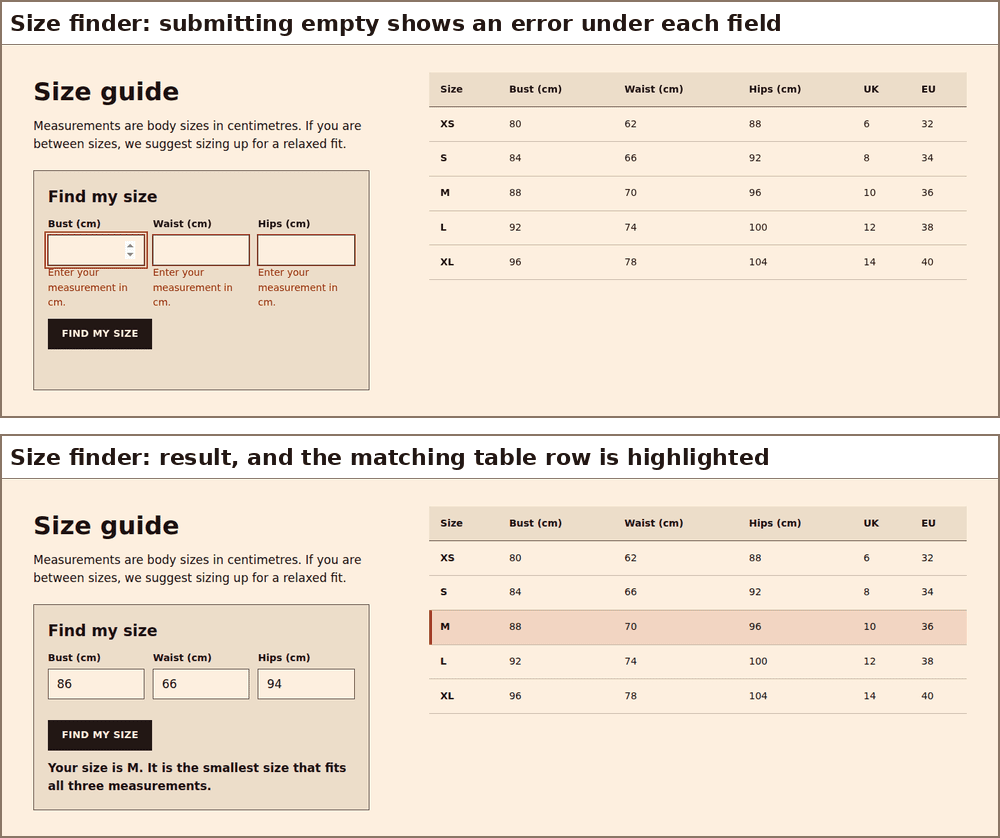 Size finder: submitting empty shows an error under each field
Size guide
Measurements are body sizes in centimetres. If you are
between sizes, we suggest sizing up for a relaxed fit.
Find my size
Bust (cm) Waist (cm) Hips (cm)
Enter your measurement in cm.
Enter your measurement in cm.
Enter your measurement in cm.
FIND MY SIZE
Size Bust (cm) Waist (cm) Hips (cm) UK EU
XS 80 62 88 6 32
S 84 66 92 8 34
M 88 70 96 10 36
L 92 74 100 12 38
XL 96 78 104 14 40
Size finder: result, and the matching table row is highlighted
Size guide
Measurements are body sizes in centimetres. If you are
between sizes, we suggest sizing up for a relaxed fit.
Find my size
Bust (cm) Waist (cm) Hips (cm)
86 66 94
FIND MY SIZE
Your size is M. It is the smallest size that fits
all three measurements.
Size Bust (cm) Waist (cm) Hips (cm) UK EU
XS 80 62 88 6 32
S 84 66 92 8 34
M 88 70 96 10 36
L 92 74 100 12 38
XL 96 78 104 14 40